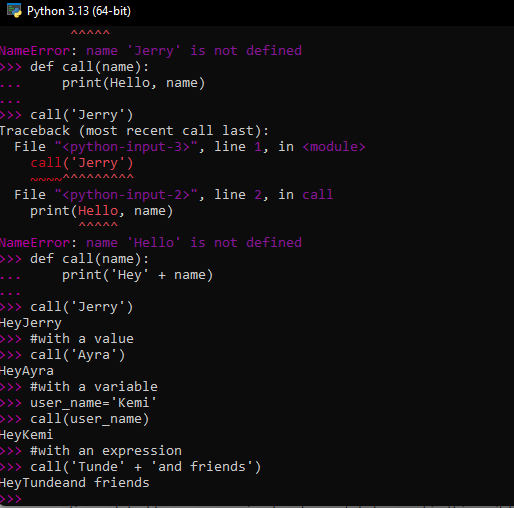 Python 3.13 (64-bit)
         ^^^^^
NameError: name 'Jerry' is not defined
>>> def call(name):
...     print(Hello, name)
...
>>> call('Jerry')
Traceback (most recent call last):
  File "<python-input-3>", line 1, in <module>
    call('Jerry')
    ~~~~^^^^^^^^^
  File "<python-input-2>", line 2, in call
    print(Hello, name)
          ^^^^^
NameError: name 'Hello' is not defined
>>> def call(name):
...     print('Hey' + name)
...
>>> call('Jerry')
HeyJerry
>>> #with a value
>>> call('Ayra')
HeyAyra
>>> #with a variable
>>> user_name='Kemi'
>>> call(user_name)
HeyKemi
>>> #with an expression
>>> call('Tunde' + 'and friends')
HeyTundeand friends
>>>